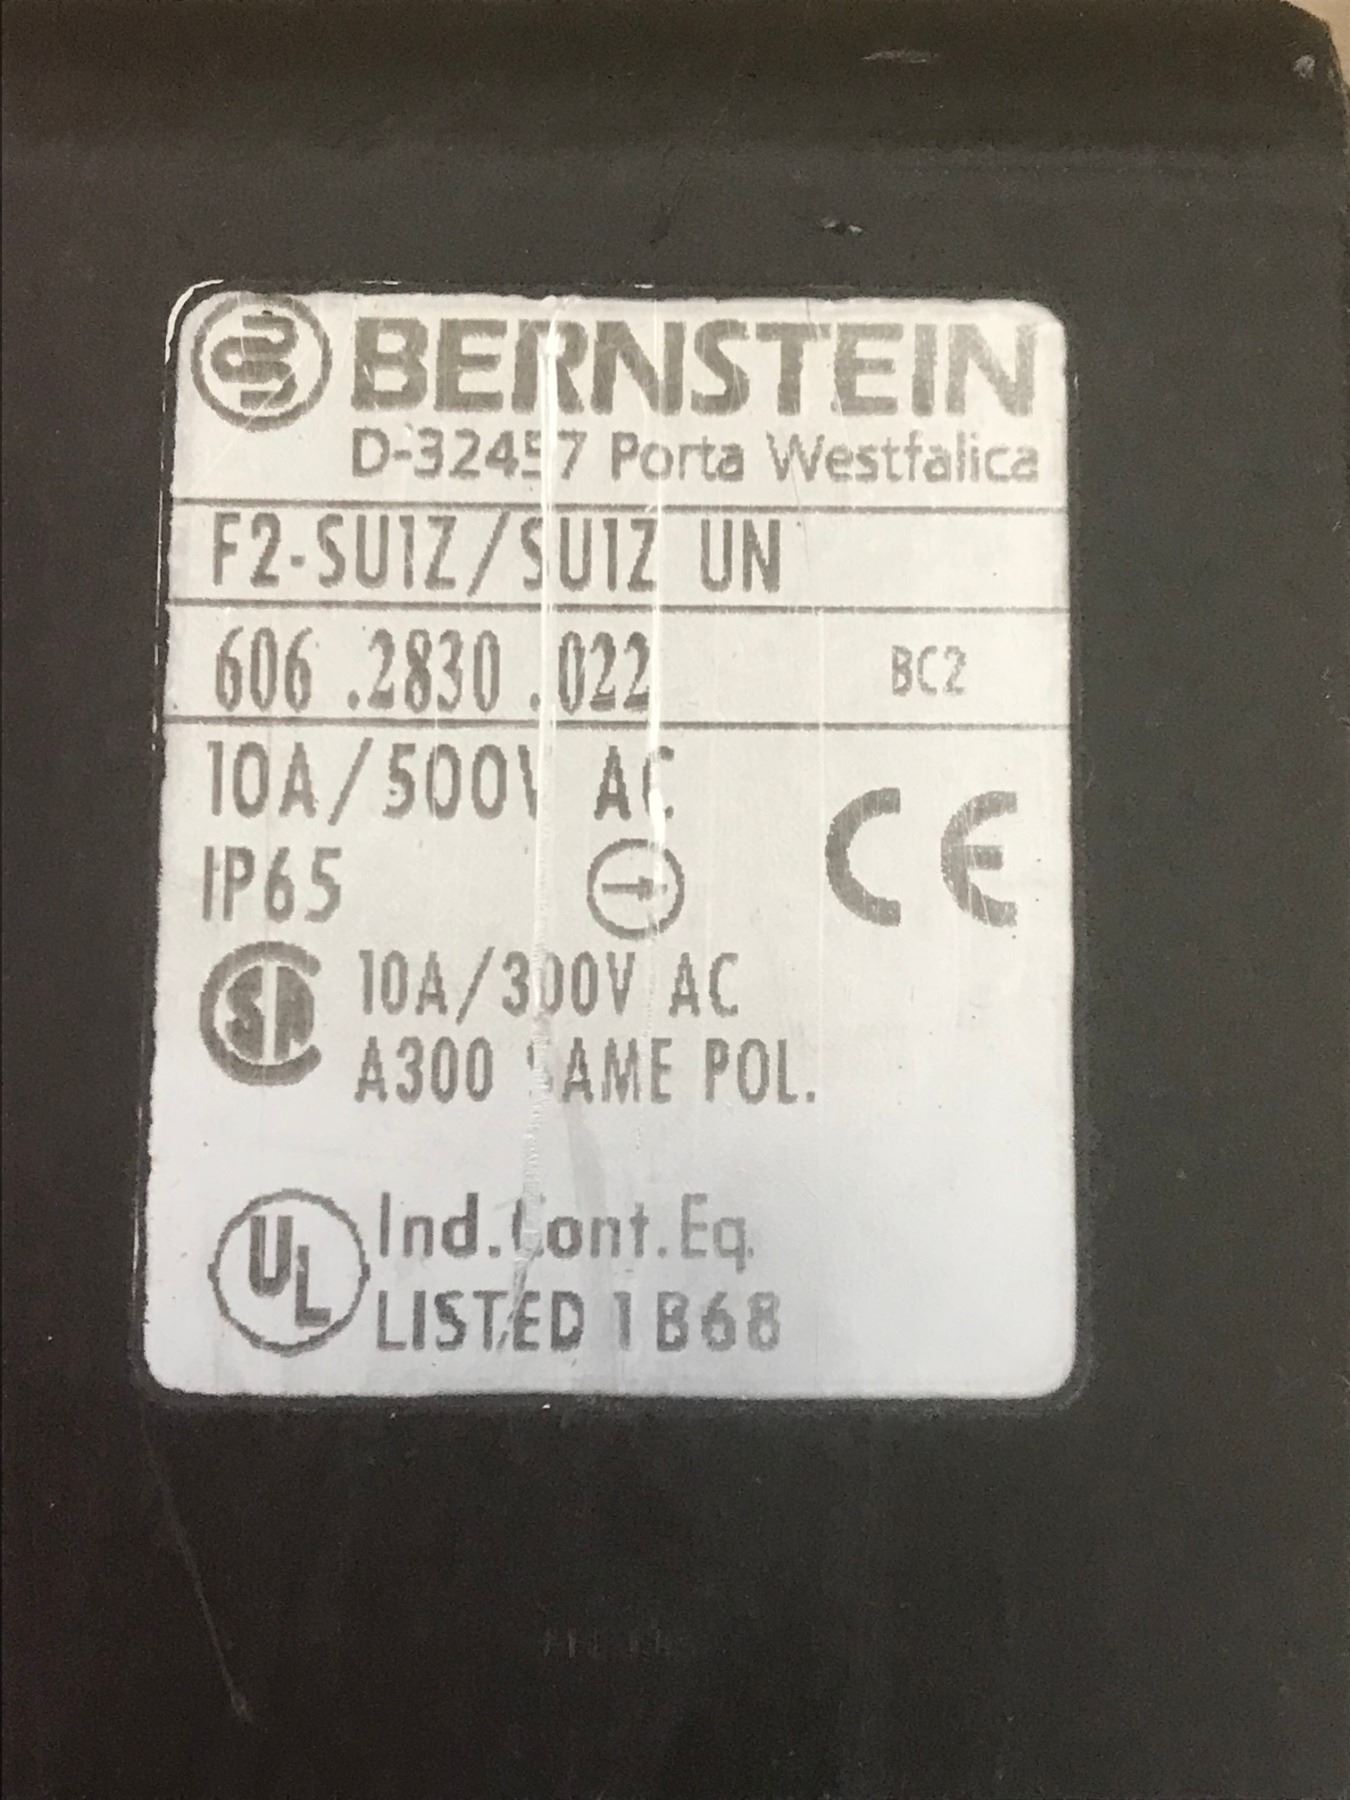 BERNSTEIN
D-32457 Porta Westfalica
F2-SU1Z/SU1Z UN
606.2830.022 BC2
10A/500V AC
IP65 CE
10A/300V AC
A300 SAME POL.
UL Ind.Cont.Eq.
LISTED 1B68